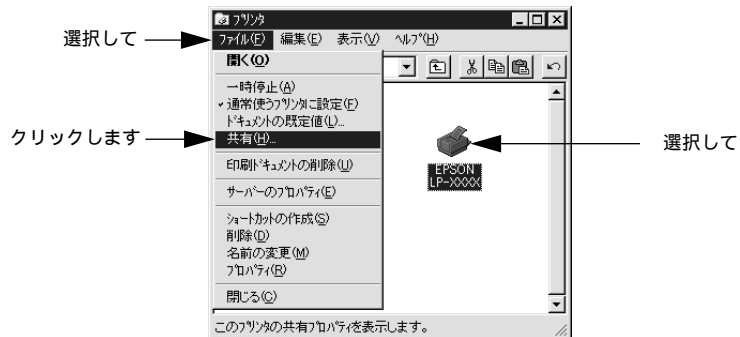 プリンタ
選択して
ファイル(F) 編集(E) 表示(V) ヘルプ(H)
開く(O)
一時停止(A)
通常使うプリンタに設定(F)
ドキュメントの既定値(L)...
クリックします
共有(H)...
選択して
印刷ドキュメントの削除(U)
EPSON
LP-XXXX
サーバーのプロパティ(E)
ショートカットの作成(S)
削除(D)
名前の変更(M)
プロパティ(R)
閉じる(C)
このプリンタの共有プロパティを表示します。